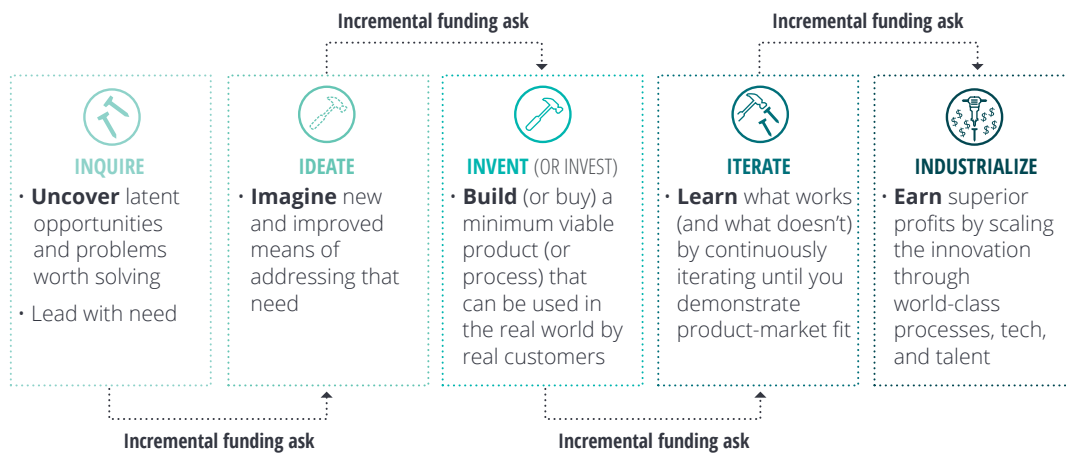 Incremental funding ask
Incremental funding ask
INQUIRE
· Uncover latent
opportunities
and problems
worth solving
· Lead with need
IDEATE
· Imagine new
and improved
means of
addressing that
need
INVENT (OR INVEST)
· Build (or buy) a
minimum viable
product (or
process) that
can be used in
the real world by
real customers
ITERATE
· Learn what works
(and what doesn’t)
by continuously
iterating until you
demonstrate
product-market fit
$ $ $ $ $ $ $ $
INDUSTRIALIZE
· Earn superior
profits by scaling
the innovation
through
world-class
processes, tech,
and talent
Incremental funding ask
Incremental funding ask